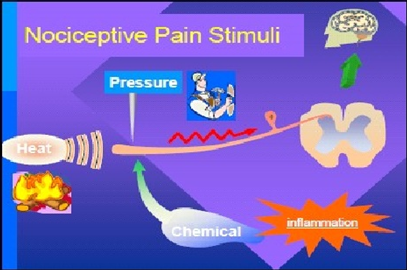 Nociceptive Pain Stimuli
Pressure
Heat
Chemical
inflammation